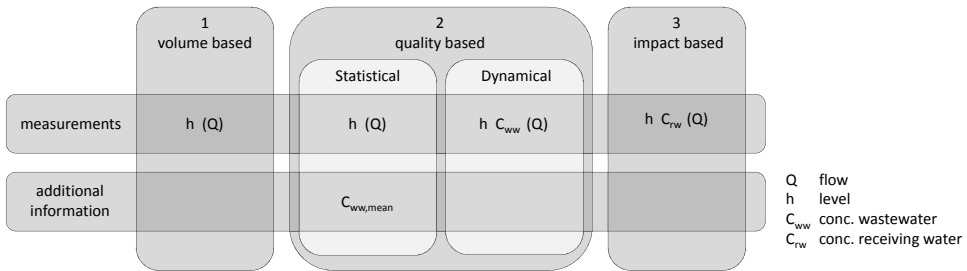 1
volume based
2
quality based
3
impact based
Statistical
Dynamical
measurements
h (Q)
h (Q)
h C_ww (Q)
h C_rw (Q)
additional
information
C_ww,mean
Q flow
h level
C_ww conc. wastewater
C_rw conc. receiving water